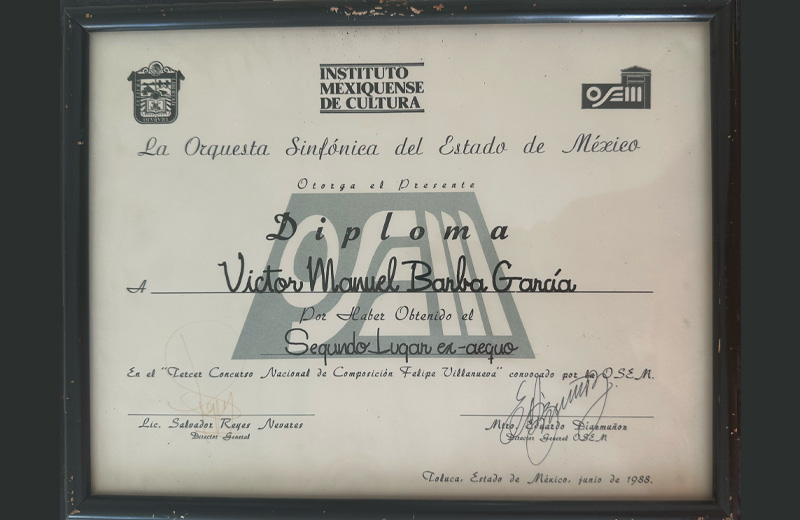 INSTITUTO
MEXIQUENSE
DE CULTURA
OSEM
La Orquesta Sinfónica del Estado de México
Otorga el Presente
Diploma
A Victor Manuel Barba García
Por Haber Obtenido el
Segundo Lugar ex-aequo
En el "Tercer Concurso Nacional de Composición Felipe Villanueva" convocado por la OSEM.
Lic. Salvador Reyes Nevares
Director General
Mtro. Eduardo Diazmuñoz
Director General OSEM
Toluca, Estado de México, junio de 1988.